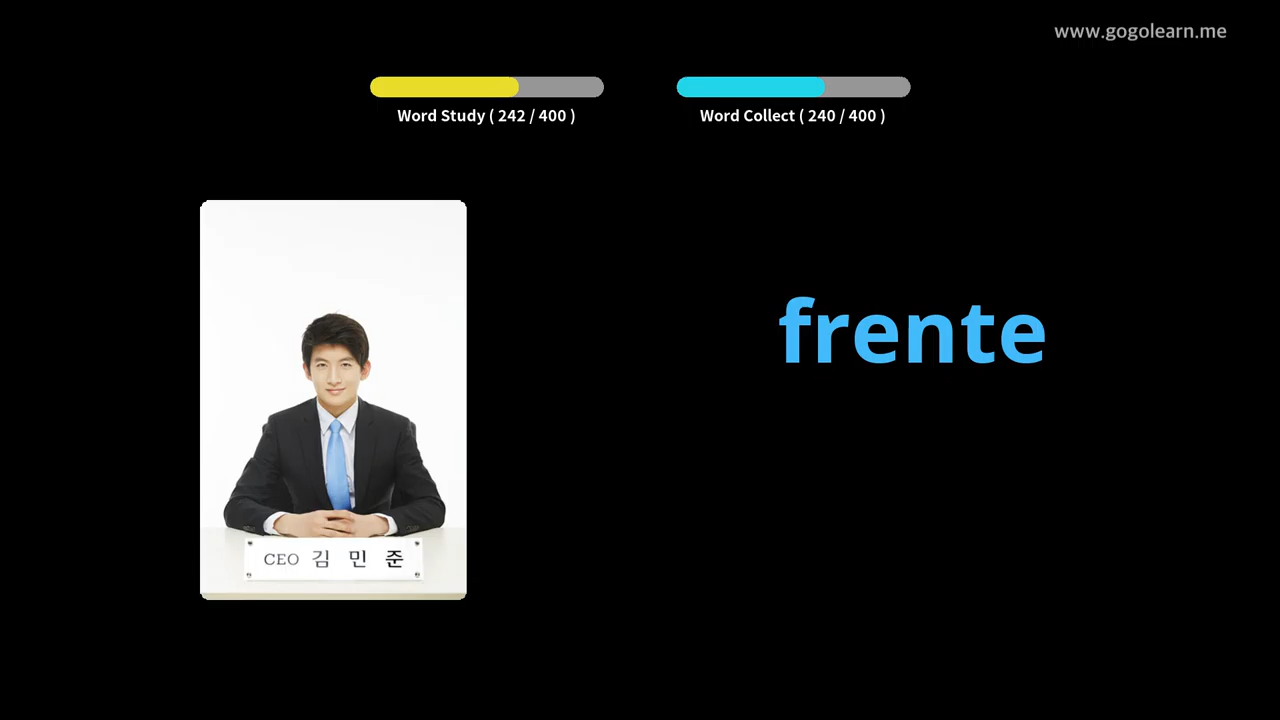 www.gogolearn.me
Word Study ( 242 / 400 )
Word Collect ( 240 / 400 )
frente
CEO 김 민 준